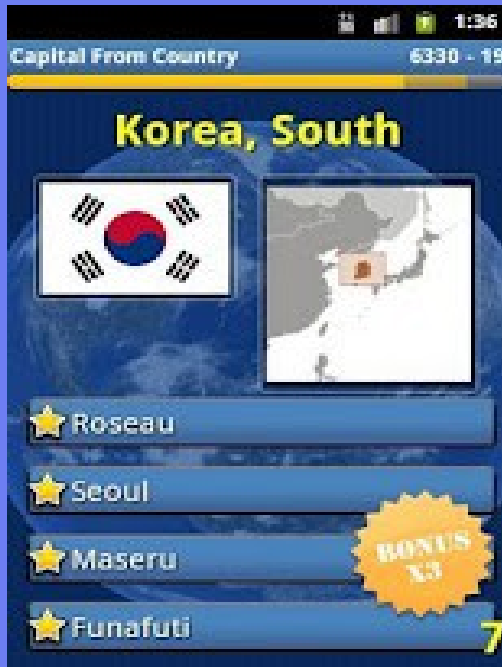 1:36
Capital From Country 6330 - 19
Korea, South
Roseau
Seoul
Maseru
BONUS
X3
Funafuti
7